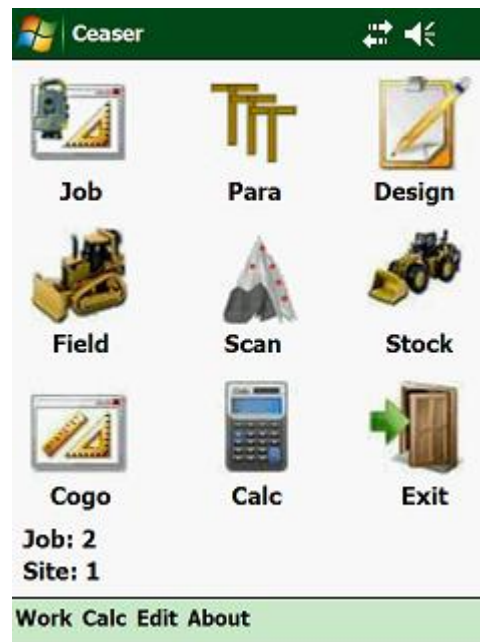 Ceaser
Job Para Design
Field Scan Stock
Cogo Calc Exit
Job: 2
Site: 1
Work Calc Edit About